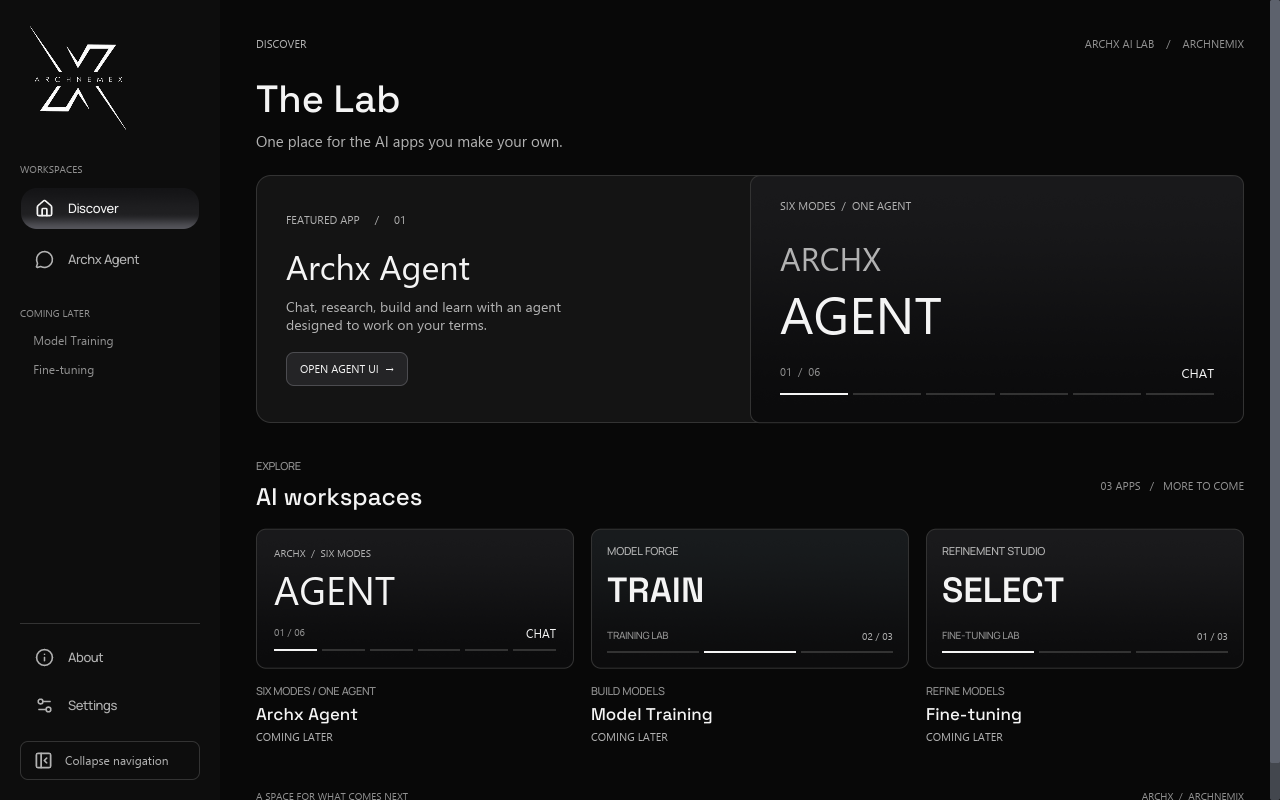 ARCHNEMEX
WORKSPACES
Discover
Archx Agent
COMING LATER
Model Training
Fine-tuning
About
Settings
Collapse navigation
DISCOVER
ARCHX AI LAB / ARCHNEMIX
The Lab
One place for the AI apps you make your own.
FEATURED APP / 01
Archx Agent
Chat, research, build and learn with an agent
designed to work on your terms.
OPEN AGENT UI →
SIX MODES / ONE AGENT
ARCHX
AGENT
01 / 06
CHAT
EXPLORE
AI workspaces
03 APPS / MORE TO COME
ARCHX / SIX MODES
AGENT
01 / 06
CHAT
SIX MODES / ONE AGENT
Archx Agent
COMING LATER
MODEL FORGE
TRAIN
TRAINING LAB
02 / 03
BUILD MODELS
Model Training
COMING LATER
REFINEMENT STUDIO
SELECT
FINE-TUNING LAB
01 / 03
REFINE MODELS
Fine-tuning
COMING LATER
A SPACE FOR WHAT COMES NEXT
ARCHX / ARCHNEMIX